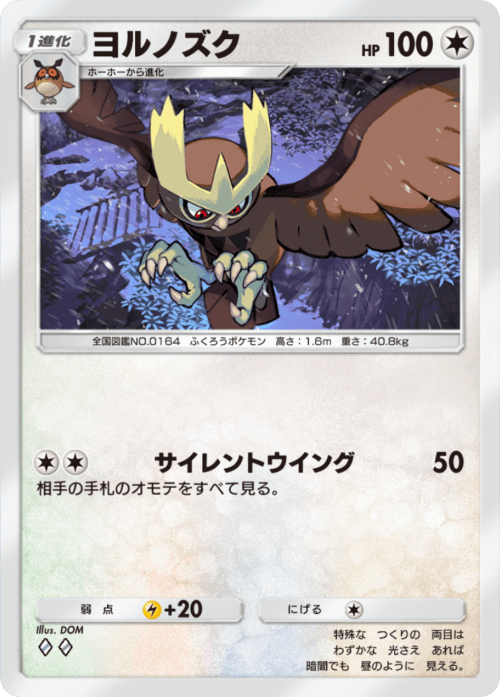 1進化
ヨルノズク
HP 100
ホーホーから進化
全国図鑑NO.0164 ふくろうポケモン 高さ:1.6m 重さ:40.8kg
サイレントウイング 50
相手の手札のオモテをすべて見る。
弱点 +20 にげる
Illus. DOM
特殊な つくりの 両目は
わずかな 光さえ あれば
暗闇でも 昼のように 見える。